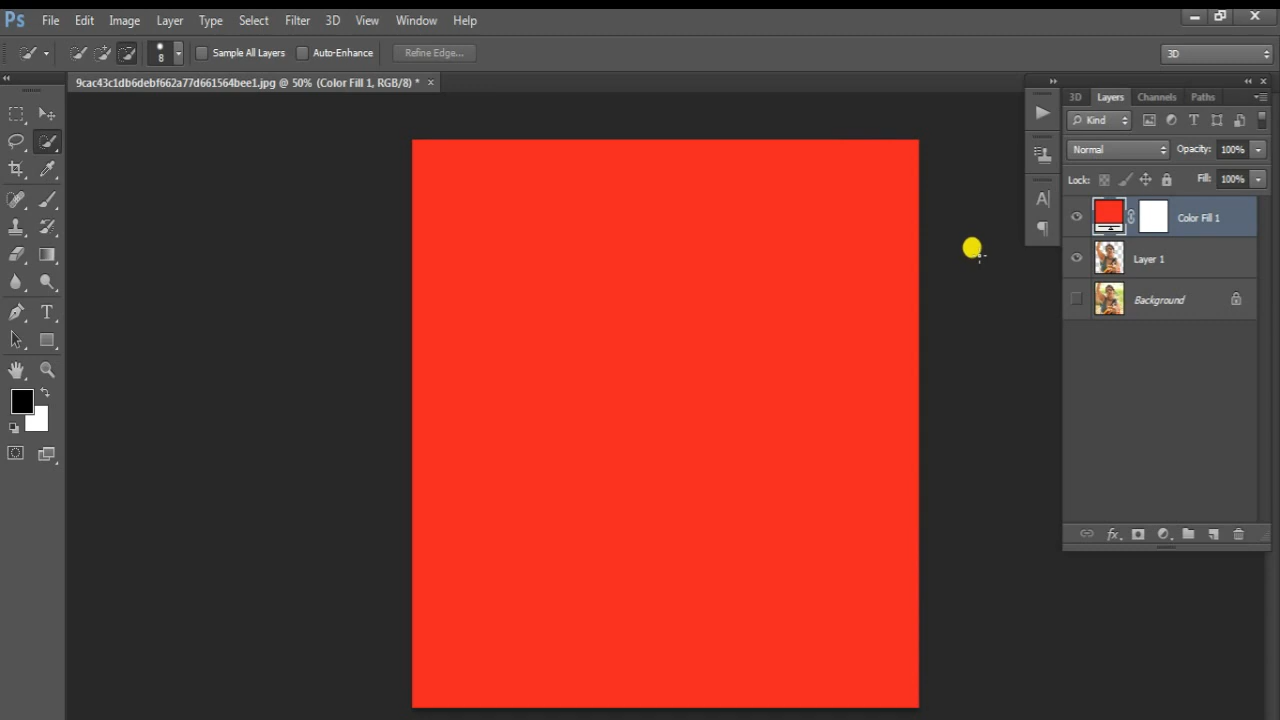 Ps File Edit Image Layer Type Select Filter 3D View Window Help
8 Sample All Layers Auto-Enhance Refine Edge... 3D
9cac43c1db6debf662a77d661564bee1.jpg @ 50% (Color Fill 1, RGB/8) *
3D Layers Channels Paths
Kind
Normal Opacity: 100%
Lock: Fill: 100%
Color Fill 1
Layer 1
Background
fx